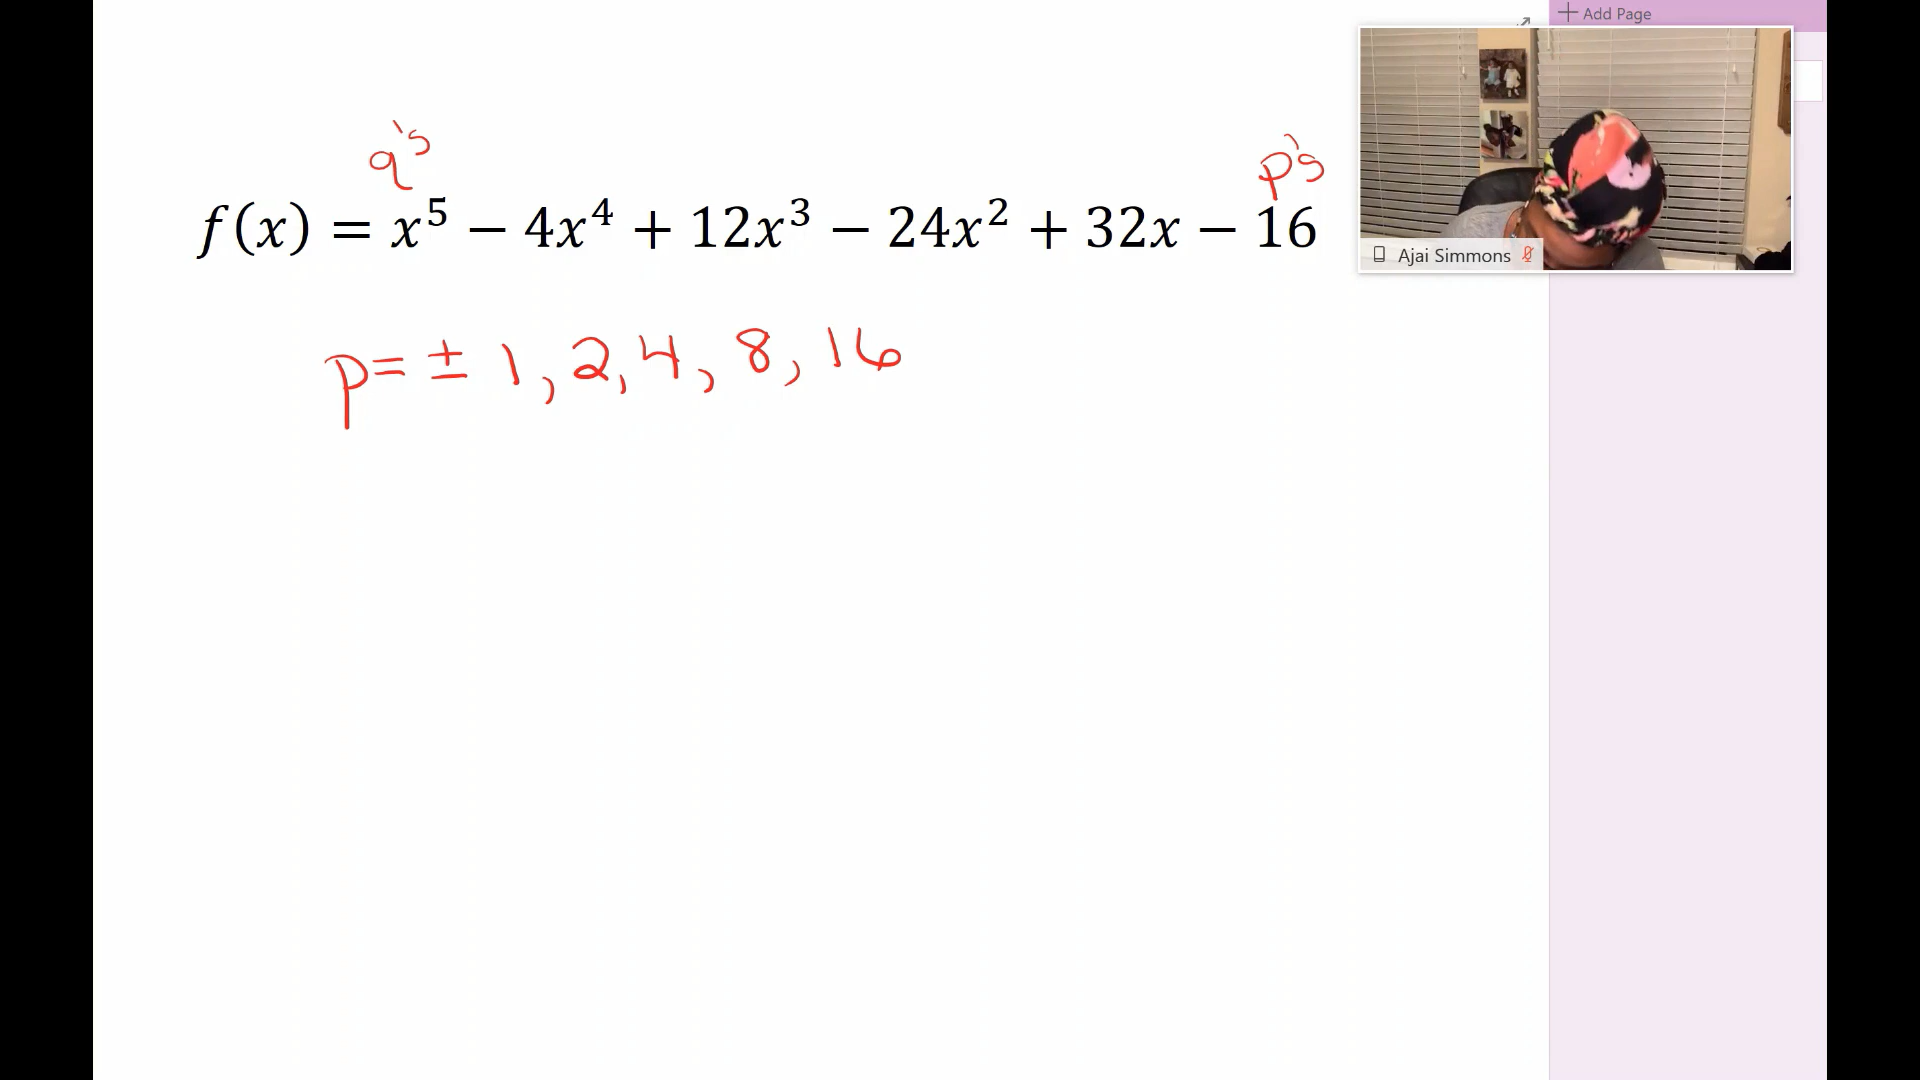 Add Page
q's
p's
f(x) = x⁵ − 4x⁴ + 12x³ − 24x² + 32x − 16
Ajai Simmons
p= ± 1, 2, 4, 8, 16